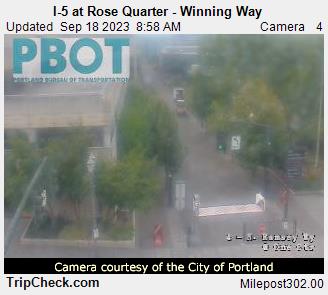 I-5 at Rose Quarter - Winning Way
Updated Sep 18 2023 8:58 AM Camera 4
PBOT
PORTLAND BUREAU OF TRANSPORTATION
Camera courtesy of the City of Portland
TripCheck.com Milepost302.00